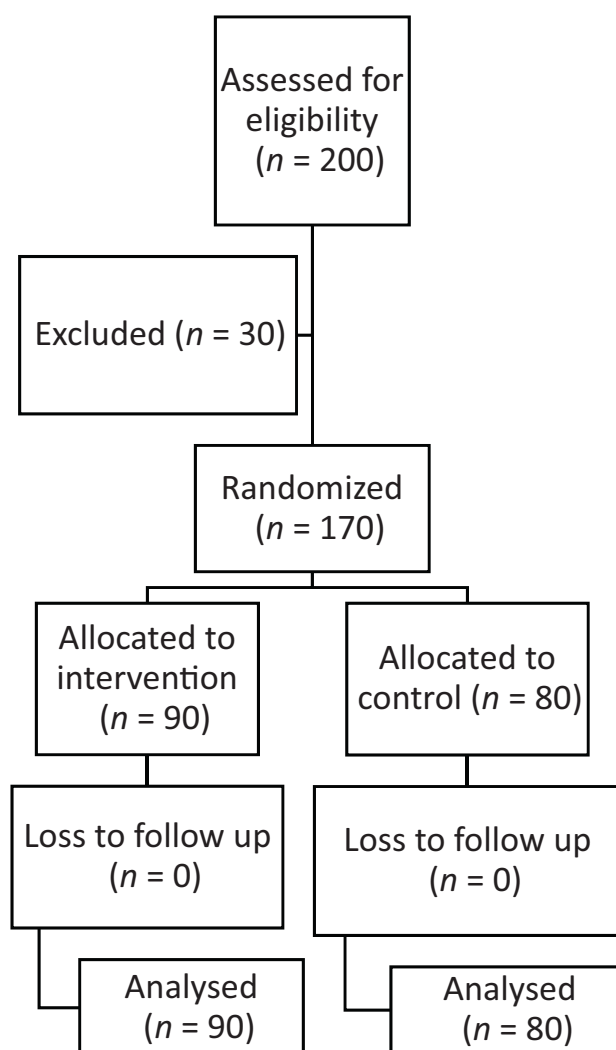 Assessed for
eligibility
(n = 200)
Excluded (n = 30)
Randomized
(n = 170)
Allocated to
intervention
(n = 90)
Allocated to
control (n = 80)
Loss to follow up
(n = 0)
Loss to follow up
(n = 0)
Analysed
(n = 90)
Analysed
(n = 80)